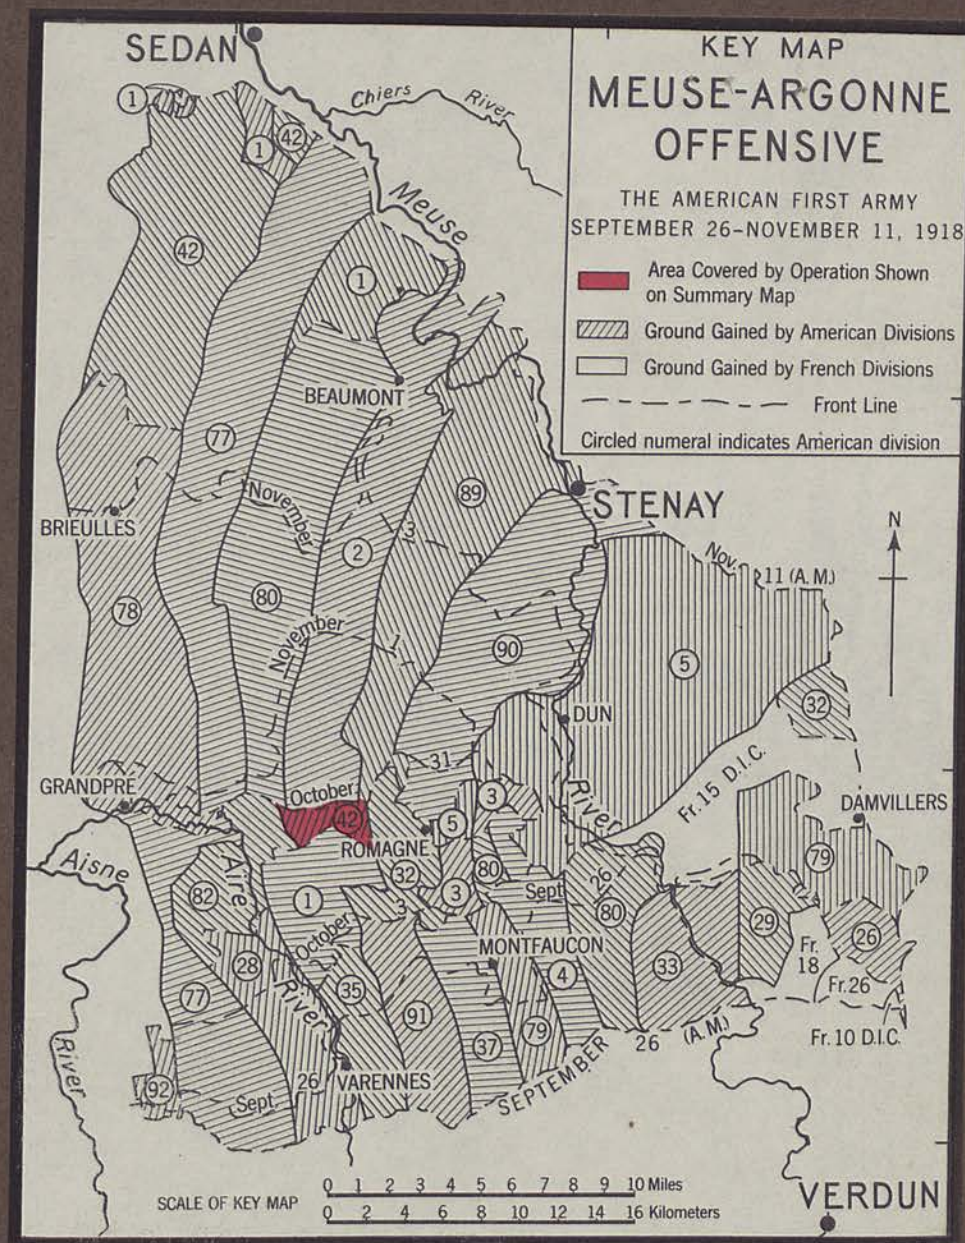 KEY MAP
MEUSE-ARGONNE
OFFENSIVE
THE AMERICAN FIRST ARMY
SEPTEMBER 26-NOVEMBER 11, 1918
Area Covered by Operation Shown
on Summary Map
Ground Gained by American Divisions
Ground Gained by French Divisions
Front Line
Circled numeral indicates American division
SEDAN
Chiers River
1
1
42
Meuse
42
1
BEAUMONT
77
89
November
3
STENAY
BRIEULLES
2
N
Nov. 11 (A.M.)
78
80
November
1
90
5
32
DUN
31
Fr. 15 D.I.C.
GRANDPRE
October
42
3
River
DAMVILLERS
5
ROMAGNE
Aisne
Aire
82
1
32
3
3
80
Sept.
26
80
79
29
26
October
MONTFAUCON
Fr.
18
28
River
35
4
33
Fr. 26
77
91
37
79
26 (A.M.)
Fr. 10 D.I.C.
River
92
Sept.
26
VARENNES
SEPTEMBER
SCALE OF KEY MAP
0 1 2 3 4 5 6 7 8 9 10 Miles
0 2 4 6 8 10 12 14 16 Kilometers
VERDUN